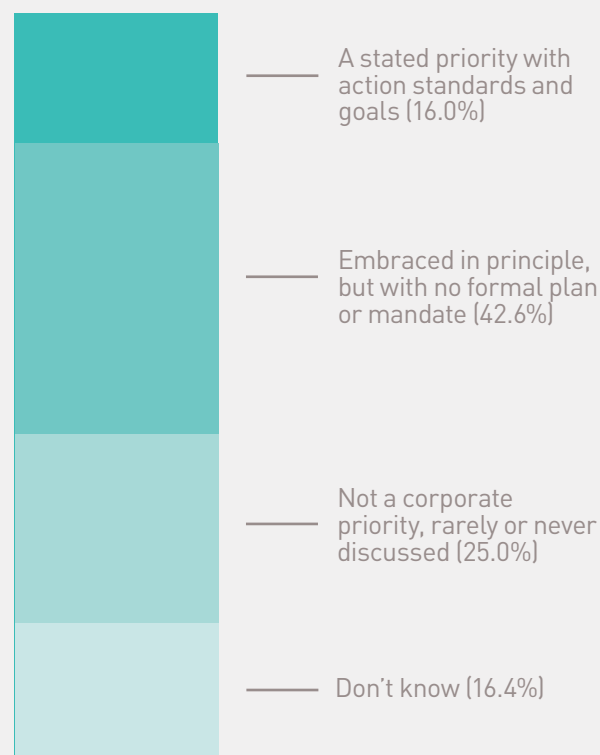 A stated priority with
action standards and
goals (16.0%)
Embraced in principle,
but with no formal plan
or mandate (42.6%)
Not a corporate
priority, rarely or never
discussed (25.0%)
Don't know (16.4%)